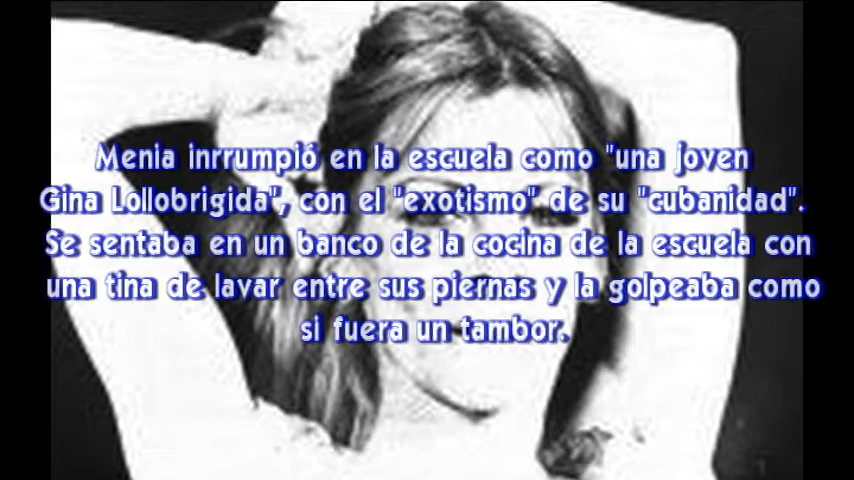 Menia inrrumpió en la escuela como "una joven
Gina Lollobrigida", con el "exotismo" de su "cubanidad".
Se sentaba en un banco de la cocina de la escuela con
una tina de lavar entre sus piernas y la golpeaba como
si fuera un tambor.